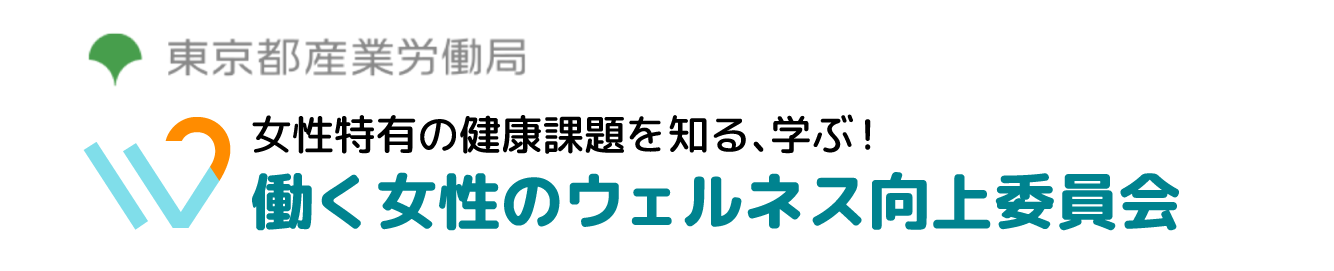 東京都産業労働局
女性特有の健康課題を知る、学ぶ！
働く女性のウェルネス向上委員会